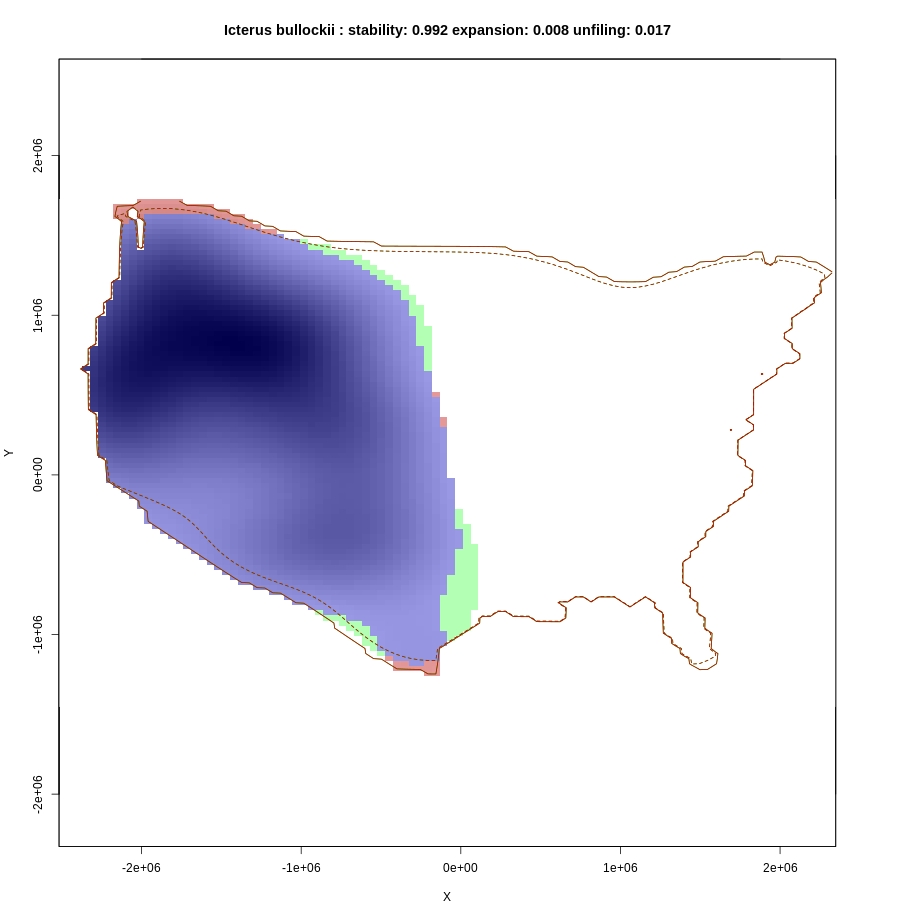 Icterus bullockii : stability: 0.992 expansion: 0.008 unfiling: 0.017
2e+06
1e+06
0e+00
-1e+06
-2e+06
Y
-2e+06 -1e+06 0e+00 1e+06 2e+06
X